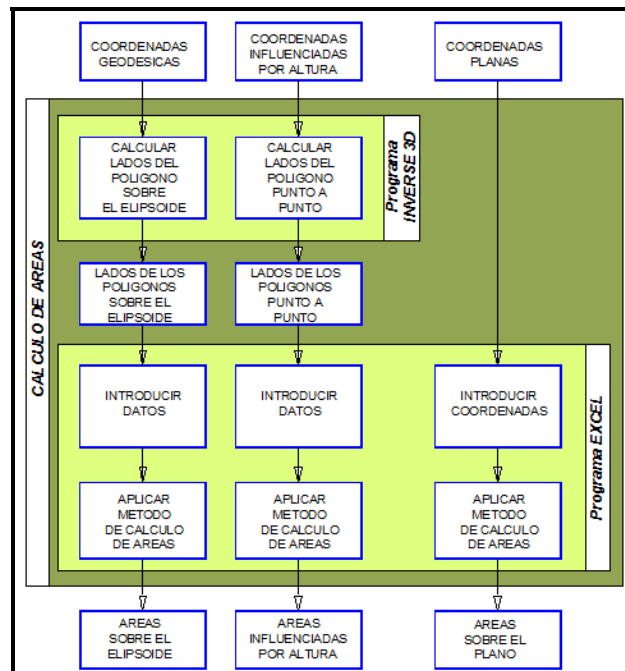 COORDENADAS
GEODESICAS
COORDENADAS
INFLUENCIADAS
POR ALTURA
COORDENADAS
PLANAS
CALCULO DE AREAS
CALCULAR
LADOS DEL
POLIGONO
SOBRE
EL ELIPSOIDE
CALCULAR
LADOS DEL
POLIGONO
PUNTO A
PUNTO
Programa
INVERSE 3D
LADOS DE LOS
POLIGONOS
SOBRE EL
ELIPSOIDE
LADOS DE LOS
POLIGONOS
PUNTO A
PUNTO
INTRODUCIR
DATOS
INTRODUCIR
DATOS
INTRODUCIR
COORDENADAS
Programa EXCEL
APLICAR
METODO
DE CALCULO
DE AREAS
APLICAR
METODO
DE CALCULO
DE AREAS
APLICAR
METODO
DE CALCULO
DE AREAS
AREAS
SOBRE EL
ELIPSOIDE
AREAS
INFLUENCIADAS
POR ALTURA
AREAS
SOBRE EL
PLANO